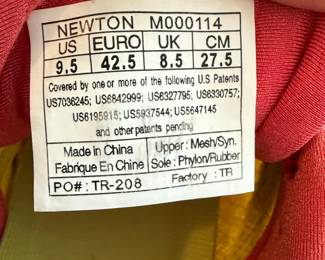 NEWTON M000114
US EURO UK CM
9.5 42.5 8.5 27.5
Covered by one or more of the following U.S Patents
US7036245; US6842999; US6327795; US6330757;
US6195915; US5937544; US5647145
and other patents pending
Made in China Upper: Mesh/Syn.
Fabrique En Chine Sole: Phylon/Rubber
PO#: TR-208 Factory: TR